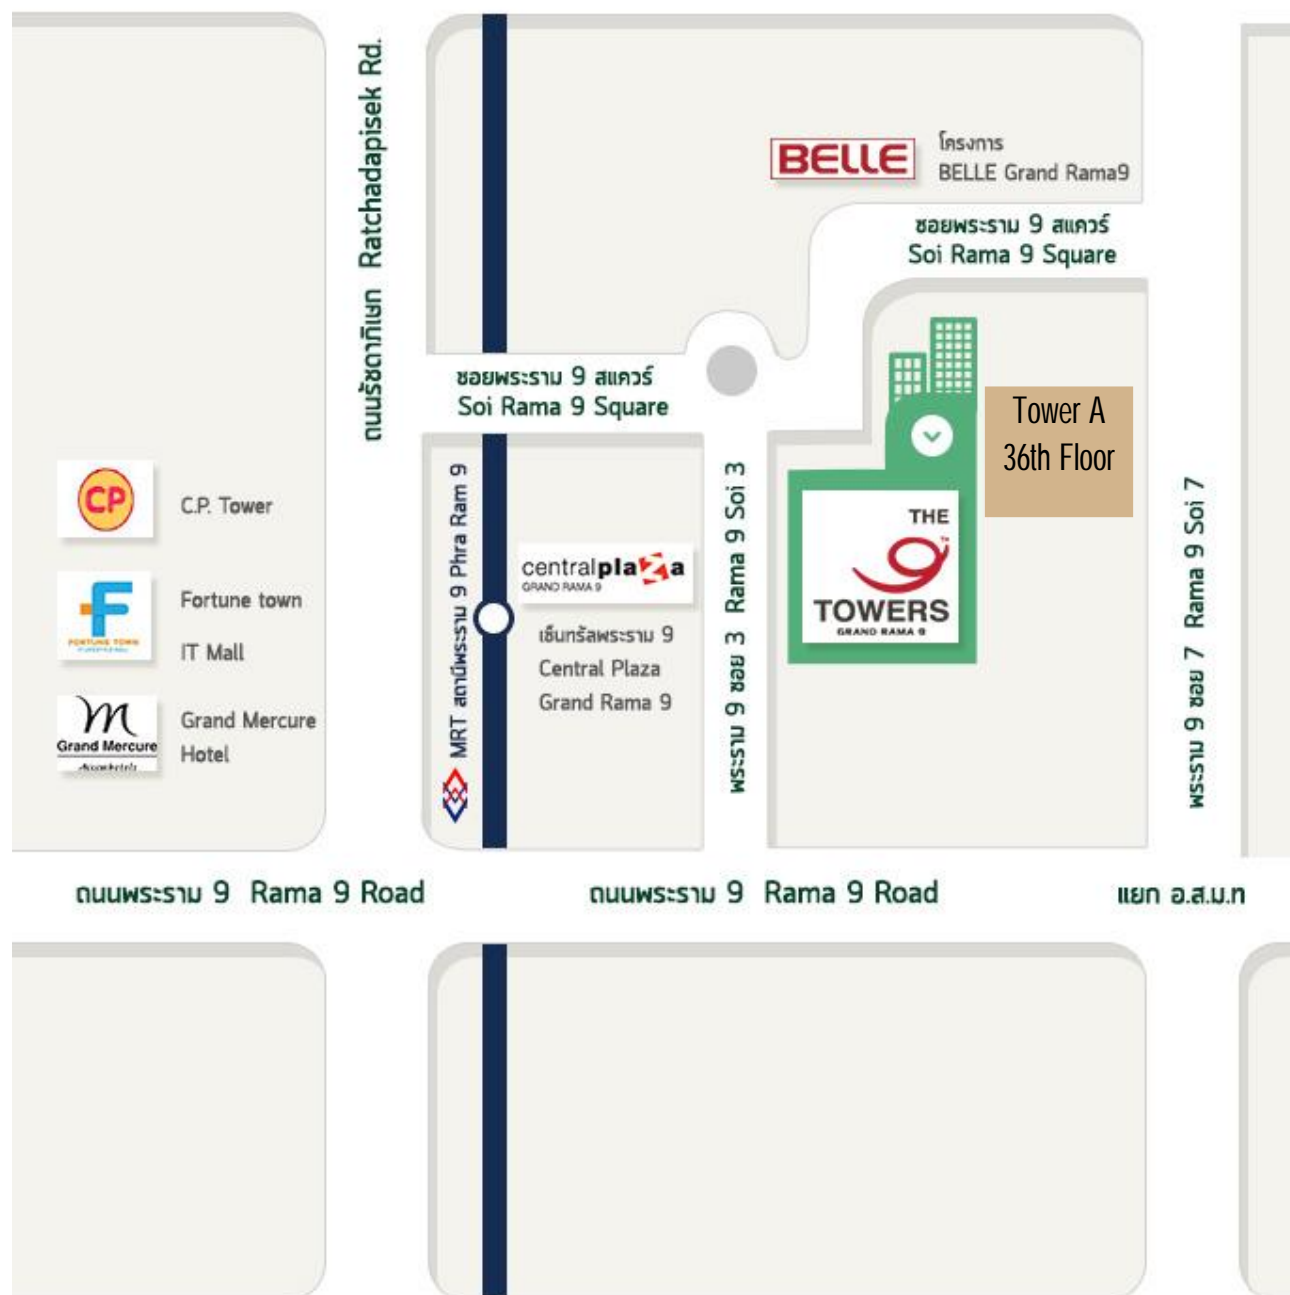 ถนนรัชดาภิเษก Ratchadapisek Rd.
BELLE
โครงการ
BELLE Grand Rama9
ซอยพระราม 9 สแควร์
Soi Rama 9 Square
ซอยพระราม 9 สแควร์
Soi Rama 9 Square
Tower A
36th Floor
CP
C.P. Tower
FORTUNE TOWN
Fortune town
IT Mall
m
Grand Mercure
Grand Mercure
Hotel
MRT สถานีพระราม 9 Phra Ram 9
centralplaza
GRAND RAMA 9
เซ็นทรัลพระราม 9
Central Plaza
Grand Rama 9
พระราม 9 ซอย 3 Rama 9 Soi 3
THE
9
TOWERS
GRAND RAMA 9
พระราม 9 ซอย 7 Rama 9 Soi 7
ถนนพระราม 9 Rama 9 Road
ถนนพระราม 9 Rama 9 Road
แยก อ.ส.ม.ท